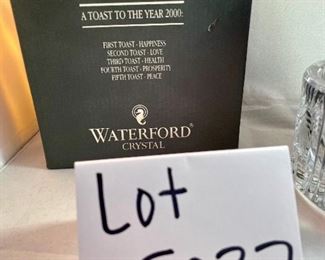 A TOAST TO THE YEAR 2000:
FIRST TOAST - HAPPINESS
SECOND TOAST - LOVE
THIRD TOAST - HEALTH
FOURTH TOAST - PROSPERITY
FIFTH TOAST - PEACE
WATERFORD
CRYSTAL
Lot